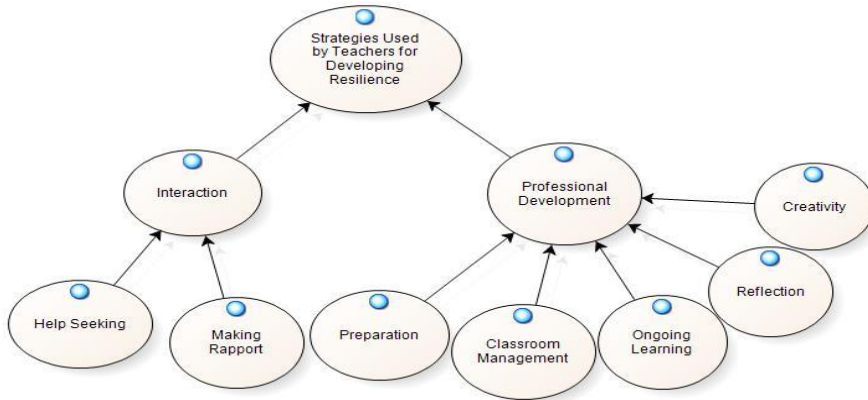 Strategies Used
by Teachers for
Developing
Resilience
Interaction
Professional
Development
Creativity
Help Seeking
Making
Rapport
Preparation
Classroom
Management
Ongoing
Learning
Reflection